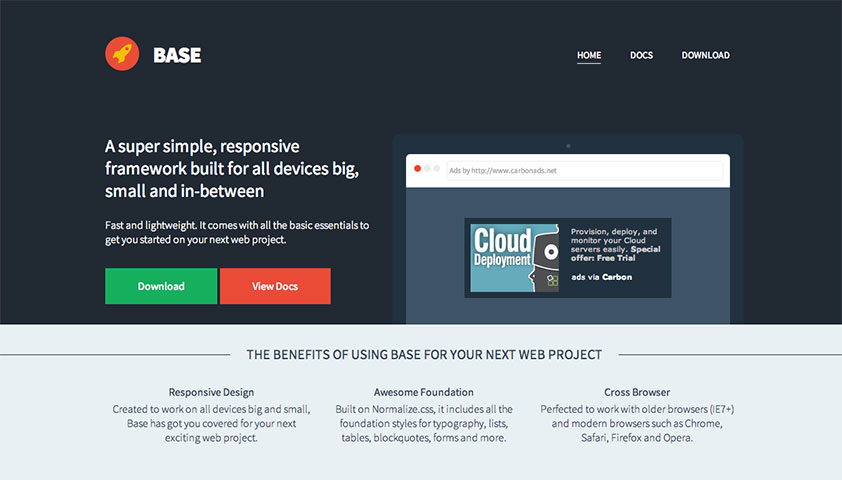 BASE
HOME DOCS DOWNLOAD
A super simple, responsive
framework built for all devices big,
small and in-between
Fast and lightweight. It comes with all the basic essentials to
get you started on your next web project.
Download View Docs
Ads by http://www.carbonads.net
Cloud
Deployment
Provision, deploy, and
monitor your Cloud
servers easily. Special
offer: Free Trial
ads via Carbon
THE BENEFITS OF USING BASE FOR YOUR NEXT WEB PROJECT
Responsive Design
Created to work on all devices big and small,
Base has got you covered for your next
exciting web project.
Awesome Foundation
Built on Normalize.css, it includes all the
foundation styles for typography, lists,
tables, blockquotes, forms and more.
Cross Browser
Perfected to work with older browsers (IE7+)
and modern browsers such as Chrome,
Safari, Firefox and Opera.